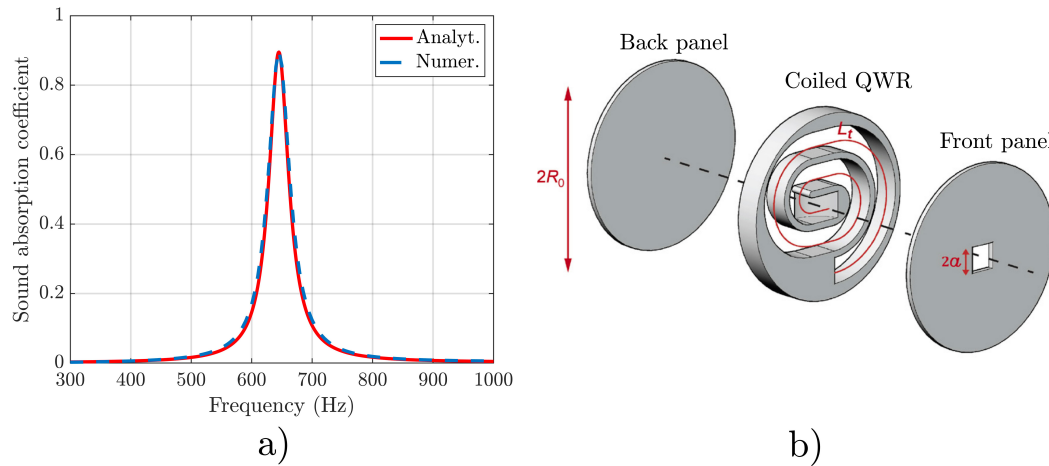 1
0.8
0.6
0.4
0.2
0
Sound absorption coefficient
Analyt.
Numer.
300 400 500 600 700 800 900 1000
Frequency (Hz)
a)
Back panel
Coiled QWR
Front panel
2R₀
Lₜ
2a
b)